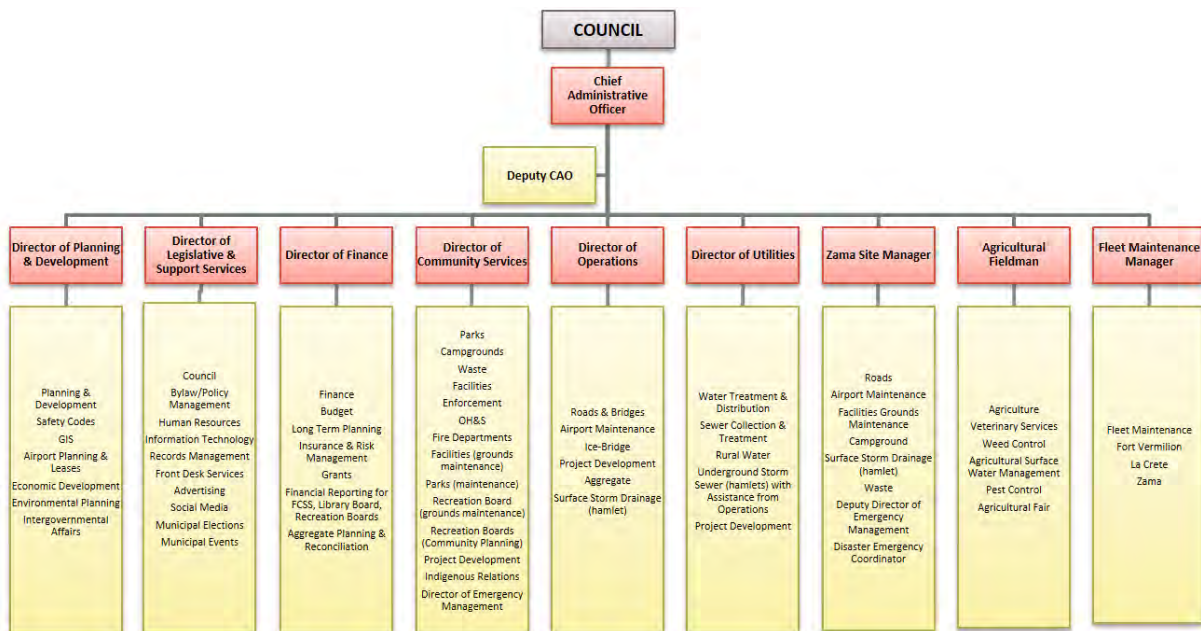 COUNCIL
Chief
Administrative
Officer
Deputy CAO
Director of Planning
& Development
Director of
Legislative &
Support Services
Director of Finance
Director of
Community Services
Director of
Operations
Director of Utilities
Zama Site Manager
Agricultural
Fieldman
Fleet Maintenance
Manager
Planning &
Development
Safety Codes
GIS
Airport Planning &
Leases
Economic Development
Environmental Planning
Intergovernmental
Affairs
Council
Bylaw/Policy
Management
Human Resources
Information Technology
Records Management
Front Desk Services
Advertising
Social Media
Municipal Elections
Municipal Events
Finance
Budget
Long Term Planning
Insurance & Risk
Management
Grants
Financial Reporting for
FCSS, Library Board,
Recreation Boards
Aggregate Planning &
Reconciliation
Parks
Campgrounds
Waste
Facilities
Enforcement
OH&S
Fire Departments
Facilities (grounds
maintenance)
Parks (maintenance)
Recreation Board
(grounds maintenance)
Recreation Boards
(Community Planning)
Project Development
Indigenous Relations
Director of Emergency
Management
Roads & Bridges
Airport Maintenance
Ice-Bridge
Project Development
Aggregate
Surface Storm Drainage
(hamlet)
Water Treatment &
Distribution
Sewer Collection &
Treatment
Rural Water
Underground Storm
Sewer (hamlets) with
Assistance from
Operations
Project Development
Roads
Airport Maintenance
Facilities Grounds
Maintenance
Campground
Surface Storm Drainage
(hamlet)
Waste
Deputy Director of
Emergency
Management
Disaster Emergency
Coordinator
Agriculture
Veterinary Services
Weed Control
Agricultural Surface
Water Management
Pest Control
Agricultural Fair
Fleet Maintenance
Fort Vermilion
La Crete
Zama